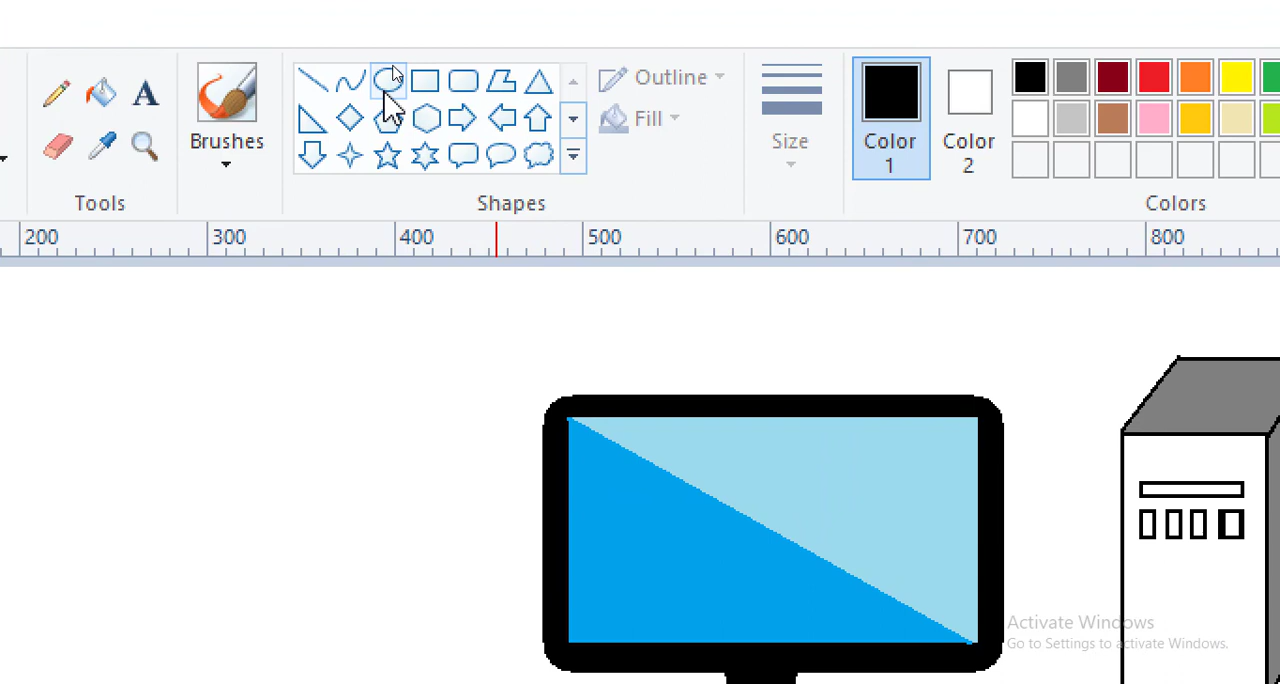 Outline
Fill
A
Brushes
Size
Color
1
Color
2
Tools
Shapes
Colors
200 300 400 500 600 700 800
Activate Windows
Go to Settings to activate Windows.